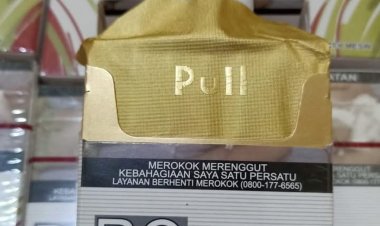 Pull
MEROKOK MERENGGUT
KEBAHAGIAAN SAYA SATU PERSATU
LAYANAN BERHENTI MEROKOK (0800-177-6565)